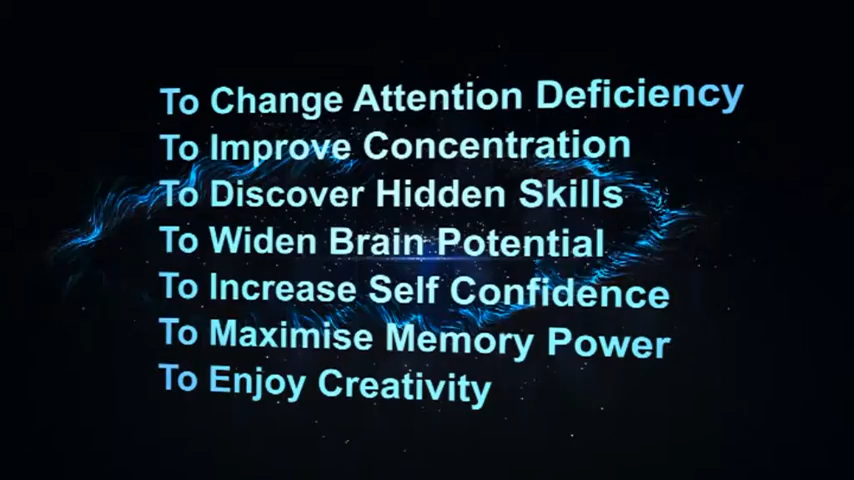 To Change Attention Deficiency
To Improve Concentration
To Discover Hidden Skills
To Widen Brain Potential
To Increase Self Confidence
To Maximise Memory Power
To Enjoy Creativity